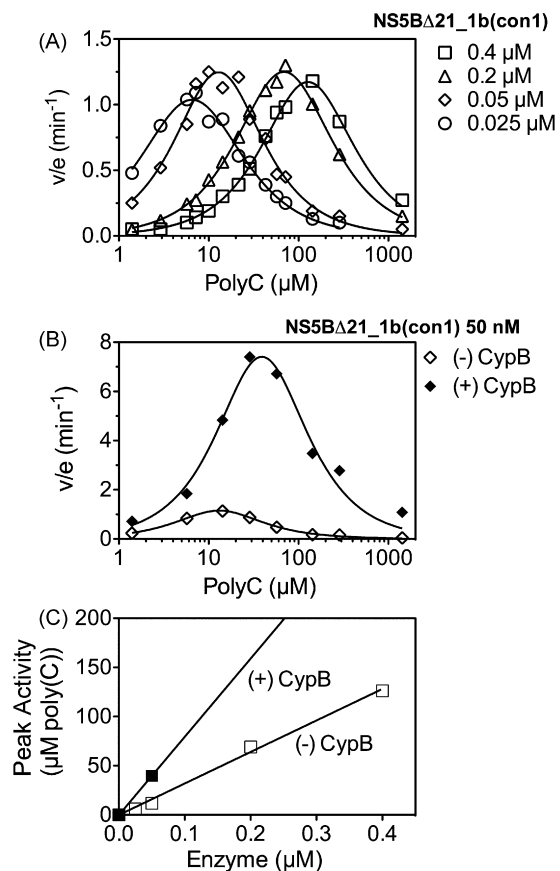 (A)
NS5BΔ21_1b(con1)
0.4 µM
0.2 µM
0.05 µM
0.025 µM
v/e (min-1)
1.5
1.0
0.5
0.0
1 10 100 1000
PolyC (µM)
(B)
NS5BΔ21_1b(con1) 50 nM
(-) CypB
(+) CypB
v/e (min-1)
8
6
4
2
0
1 10 100 1000
PolyC (µM)
(C)
Peak Activity
(µM poly(C))
200
150
100
50
0
(+) CypB
(-) CypB
0.0 0.1 0.2 0.3 0.4
Enzyme (µM)